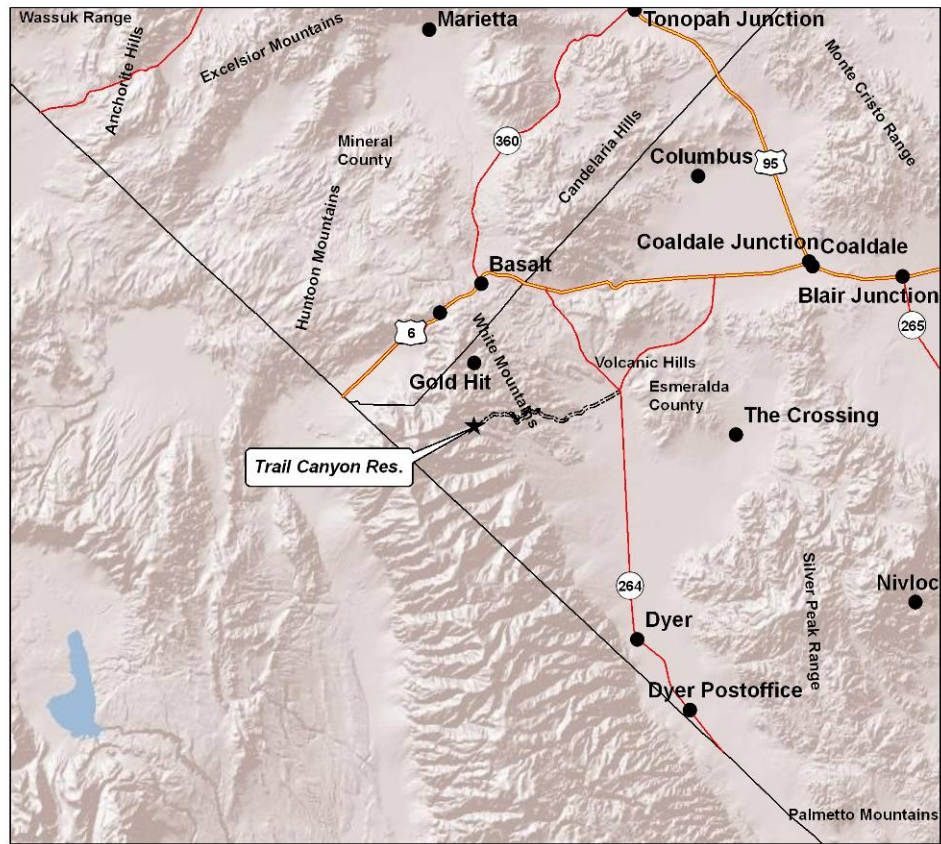 Wassuk Range
Marietta
Tonopah Junction
Excelsior Mountains
Anchorite Hills
Monte Cristo Range
360
Mineral
County
Candelaria Hills
Columbus
95
Huntoon Mountains
Coaldale Junction
Coaldale
Basalt
Blair Junction
6
265
White Mountains
Gold Hit
Volcanic Hills
Esmeralda
County
The Crossing
Trail Canyon Res.
Silver Peak Range
264
Nivloc
Dyer
Dyer Postoffice
Palmetto Mountains